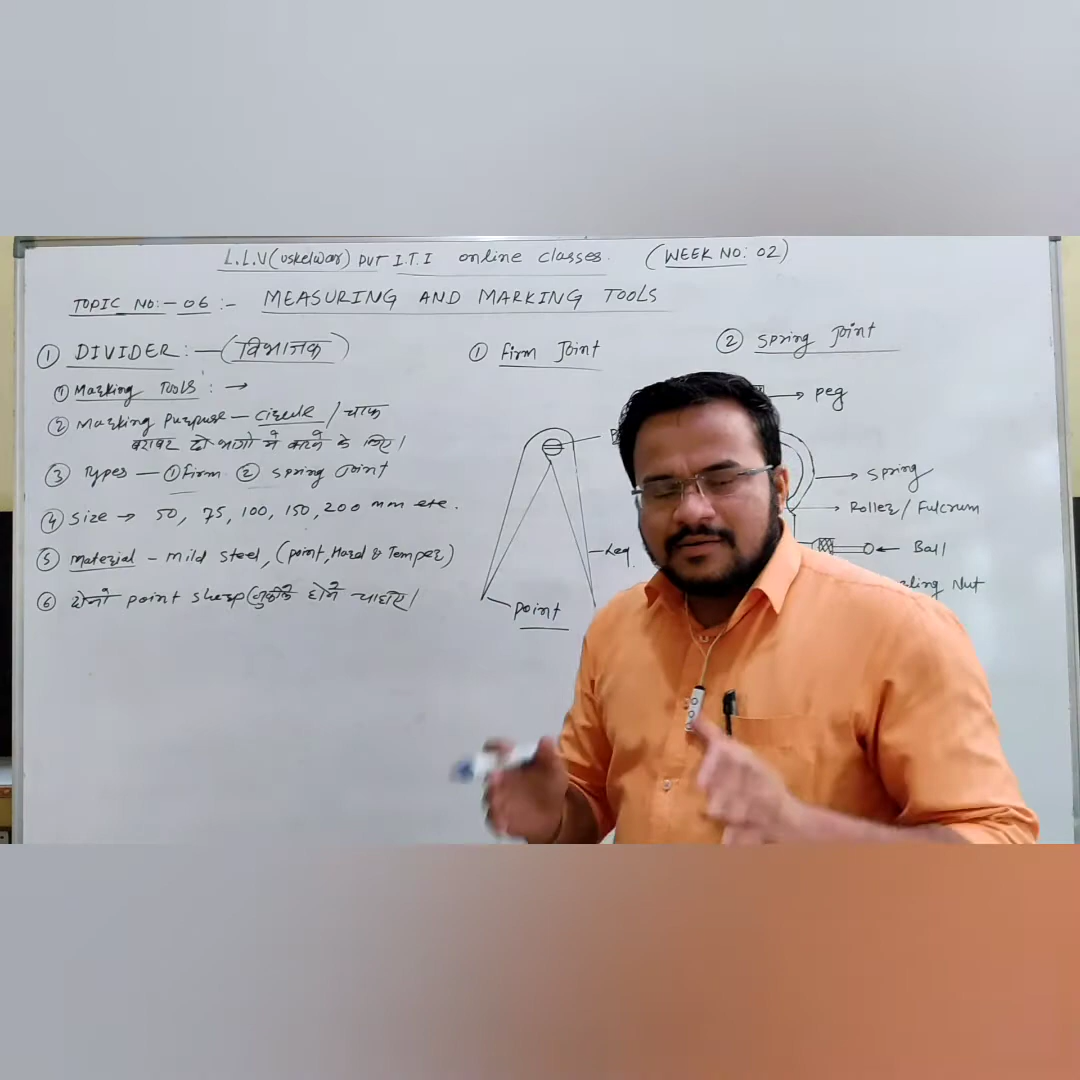 L.L.V (uskelwar) PVT I.T.I online classes. (WEEK NO: 02)
TOPIC NO:- 06 :- MEASURING AND MARKING TOOLS
① DIVIDER :— (विभाजक)
① Marking TOOLS : →
② Marking Purpose — circle / चाप
बराबर दो भागो में करने के लिए।
③ Types — ① Firm ② Spring Joint
④ Size → 50, 75, 100, 150, 200 mm etc.
⑤ Material - mild steel, (point, Hard & Temper)
⑥ दोनो point sharp (नुकीले होने चाहिए।
① Firm Joint
Leg.
point
② Spring Joint
peg
Spring
Roller / Fulcrum
Ball
Nut